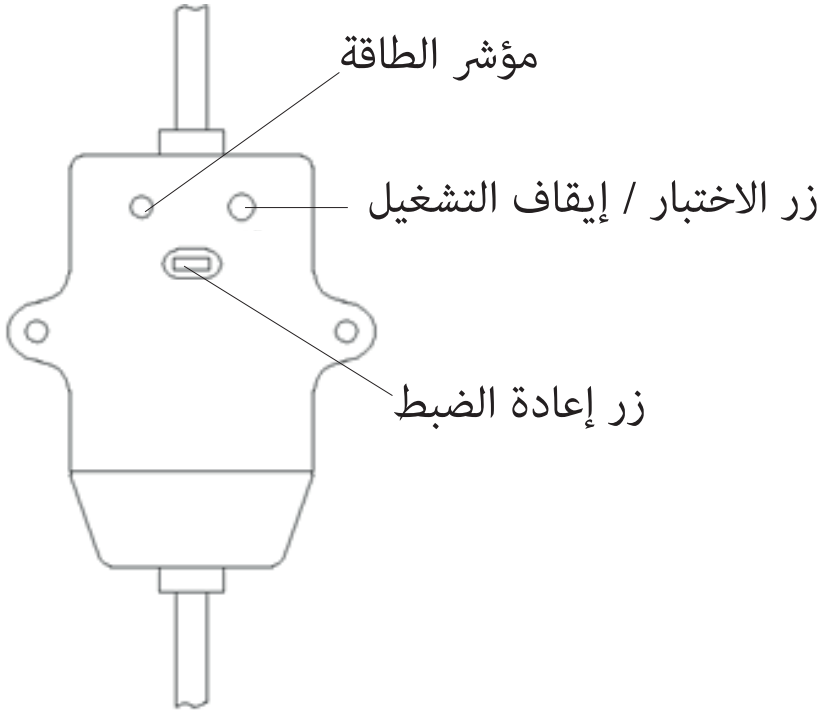 مؤشر الطاقة
زر الاختبار / إيقاف التشغيل
زر إعادة الضبط